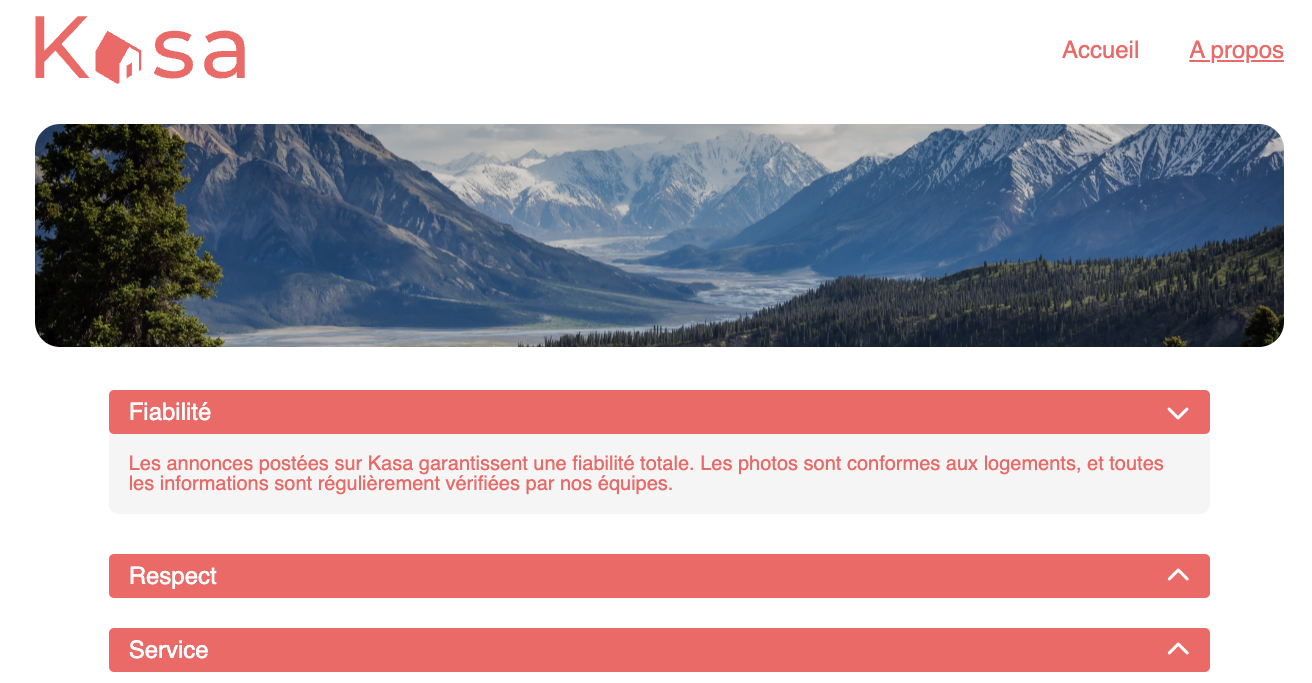 Kasa
Accueil
A propos
Fiabilité
Les annonces postées sur Kasa garantissent une fiabilité totale. Les photos sont conformes aux logements, et toutes
les informations sont régulièrement vérifiées par nos équipes.
Respect
Service